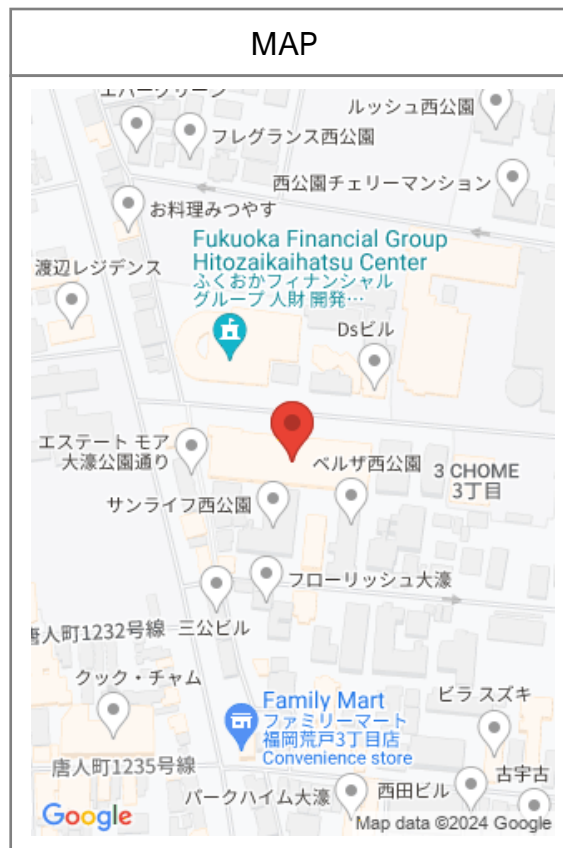 MAP
エバーグリーン
ルッシュ西公園
フレグランス西公園
西公園チェリーマンション
お料理みつやす
Fukuoka Financial Group
Hitozaikaihatsu Center
ふくおかフィナンシャル
グループ 人財 開発…
渡辺レジデンス
Dsビル
エステート モア
大濠公園通り
ベルザ西公園
3 CHOME
3丁目
サンライフ西公園
フローリッシュ大濠
唐人町1232号線
三公ビル
クック・チャム
Family Mart
ファミリーマート
福岡荒戸3丁目店
Convenience store
ビラ スズキ
唐人町1235号線
パークハイム大濠
西田ビル
古宇古
Google
Map data ©2024 Google